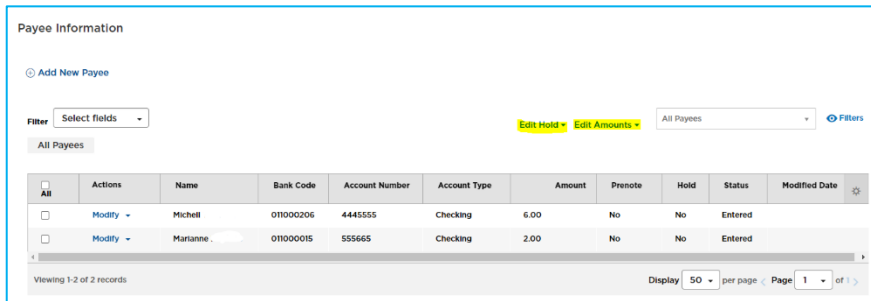 Payee Information
Add New Payee
Filter Select fields Edit Hold Edit Amounts All Payees Filters
All Payees
All Actions Name Bank Code Account Number Account Type Amount Prenote Hold Status Modified Date
Modify Michell 011000206 4445555 Checking 6.00 No No Entered
Modify Marianne 011000015 555665 Checking 2.00 No No Entered
Viewing 1-2 of 2 records Display 50 per page Page 1 of 1